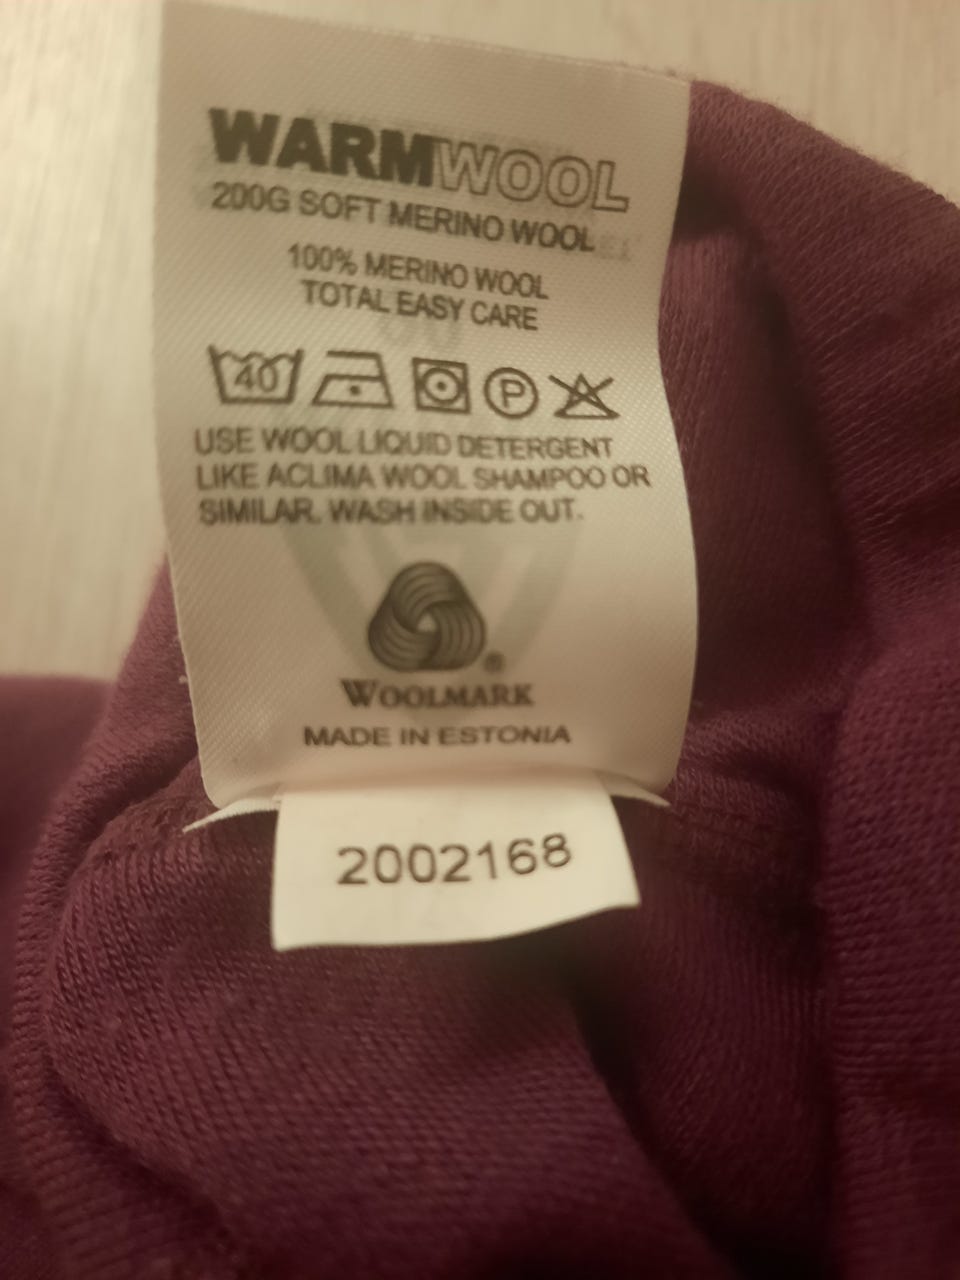 WARMWOOL
200G SOFT MERINO WOOL
100% MERINO WOOL
TOTAL EASY CARE
40 P
USE WOOL LIQUID DETERGENT
LIKE ACLIMA WOOL SHAMPOO OR
SIMILAR. WASH INSIDE OUT.
®
WOOLMARK
MADE IN ESTONIA
2002168